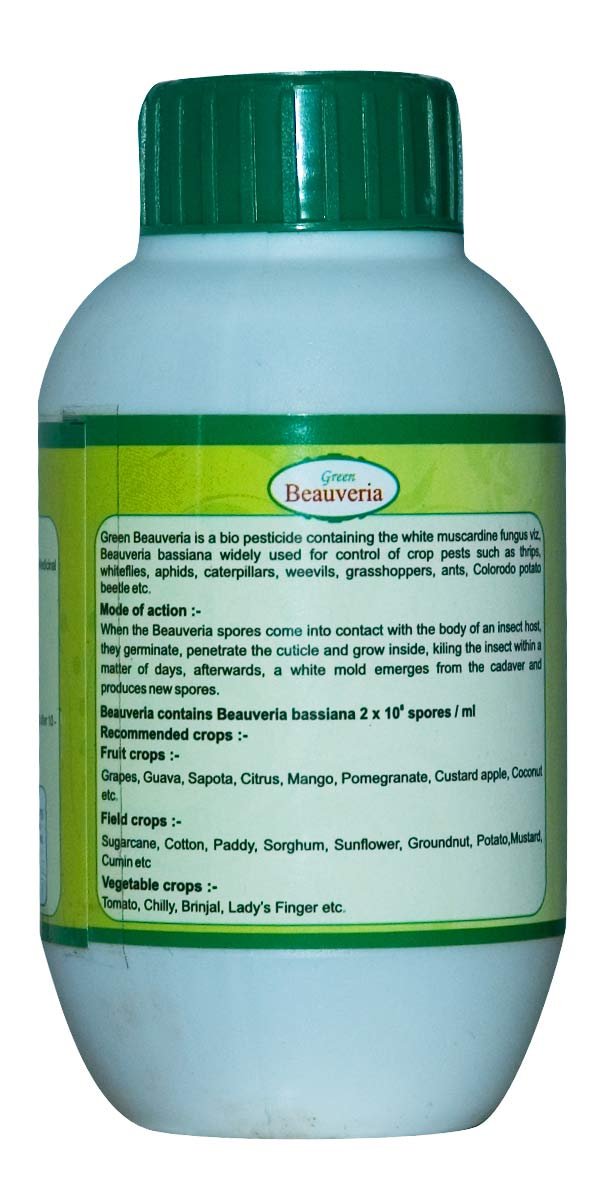 Green
Beauveria
Green Beauveria is a bio pesticide containing the white muscardine fungus viz,
Beauveria bassiana widely used for control of crop pests such as thrips,
whiteflies, aphids, caterpillars, weevils, grasshoppers, ants, Colorodo potato
beetle etc.
Mode of action :-
When the Beauveria spores come into contact with the body of an insect host,
they germinate, penetrate the cuticle and grow inside, kiling the insect within a
matter of days, afterwards, a white mold emerges from the cadaver and
produces new spores.
Beauveria contains Beauveria bassiana 2 x 10⁸ spores / ml
Recommended crops :-
Fruit crops :-
Grapes, Guava, Sapota, Citrus, Mango, Pomegranate, Custard apple, Coconut
etc.
Field crops :-
Sugarcane, Cotton, Paddy, Sorghum, Sunflower, Groundnut, Potato,Mustard,
Cumin etc
Vegetable crops :-
Tomato, Chilly, Brinjal, Lady's Finger etc.